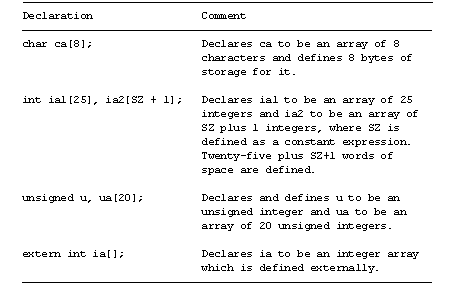 Declaration Comment
char ca[8]; Declares ca to be an array of 8
characters and defines 8 bytes of
storage for it.
int ia1[25], ia2[SZ + 1]; Declares ia1 to be an array of 25
integers and ia2 to be an array of
SZ plus 1 integers, where SZ is
defined as a constant expression.
Twenty-five plus SZ+1 words of
space are defined.
unsigned u, ua[20]; Declares and defines u to be an
unsigned integer and ua to be an
array of 20 unsigned integers.
extern int ia[]; Declares ia to be an integer array
which is defined externally.